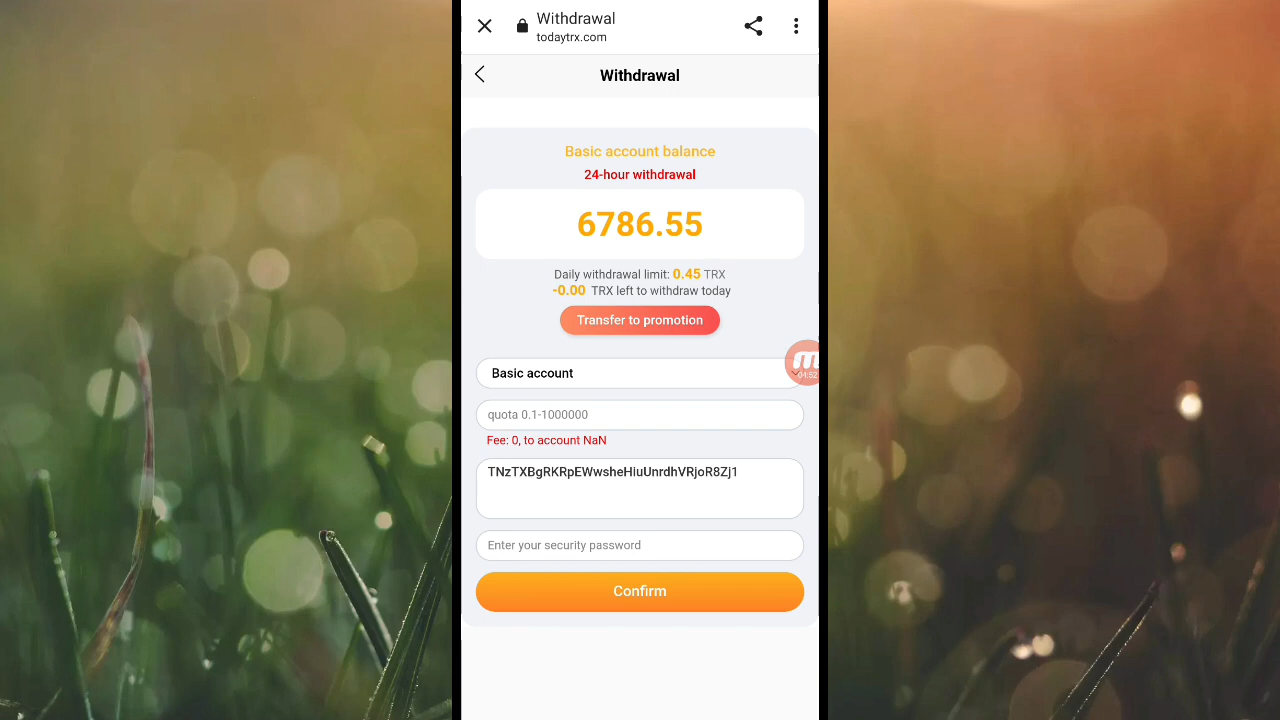 Withdrawal
todaytrx.com
Withdrawal
Basic account balance
24-hour withdrawal
6786.55
Daily withdrawal limit: 0.45 TRX
-0.00 TRX left to withdraw today
Transfer to promotion
Basic account
04:52
quota 0.1-1000000
Fee: 0, to account NaN
TNzTXBgRKRpEWwsheHiuUnrdhVRjoR8Zj1
Enter your security password
Confirm